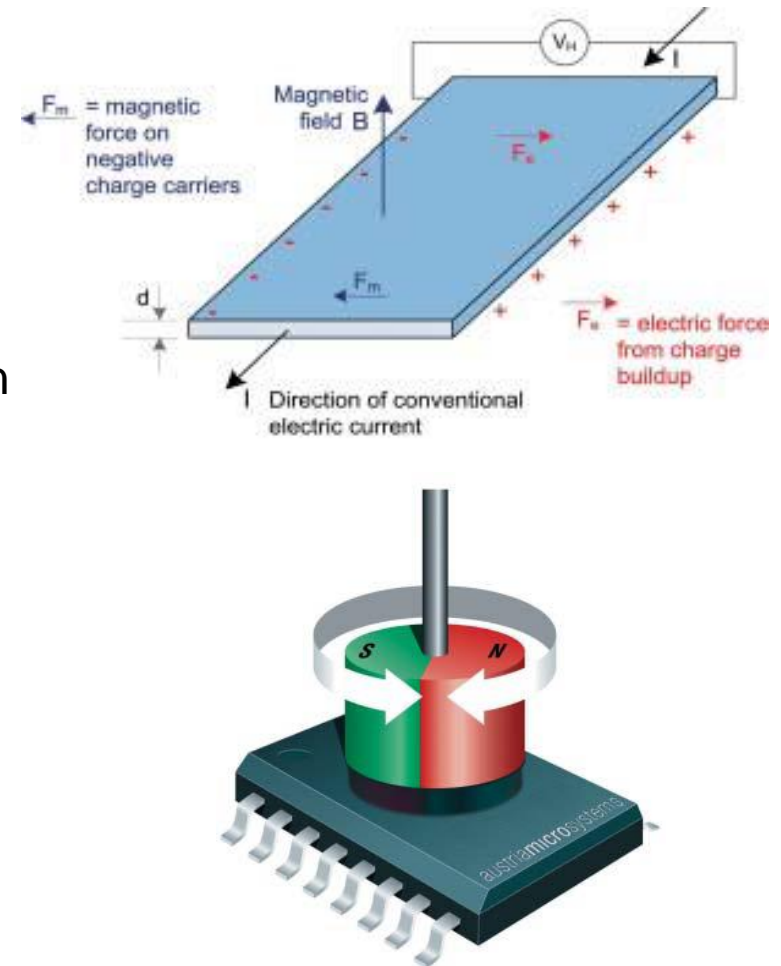 V_H
I
F_m = magnetic
force on
negative
charge carriers
Magnetic
field B
F_e
- - - - - -
+ + + + + + +
d
F_m
F_e = electric force
from charge
buildup
I Direction of conventional
electric current
n
S N
austriamicrosystems